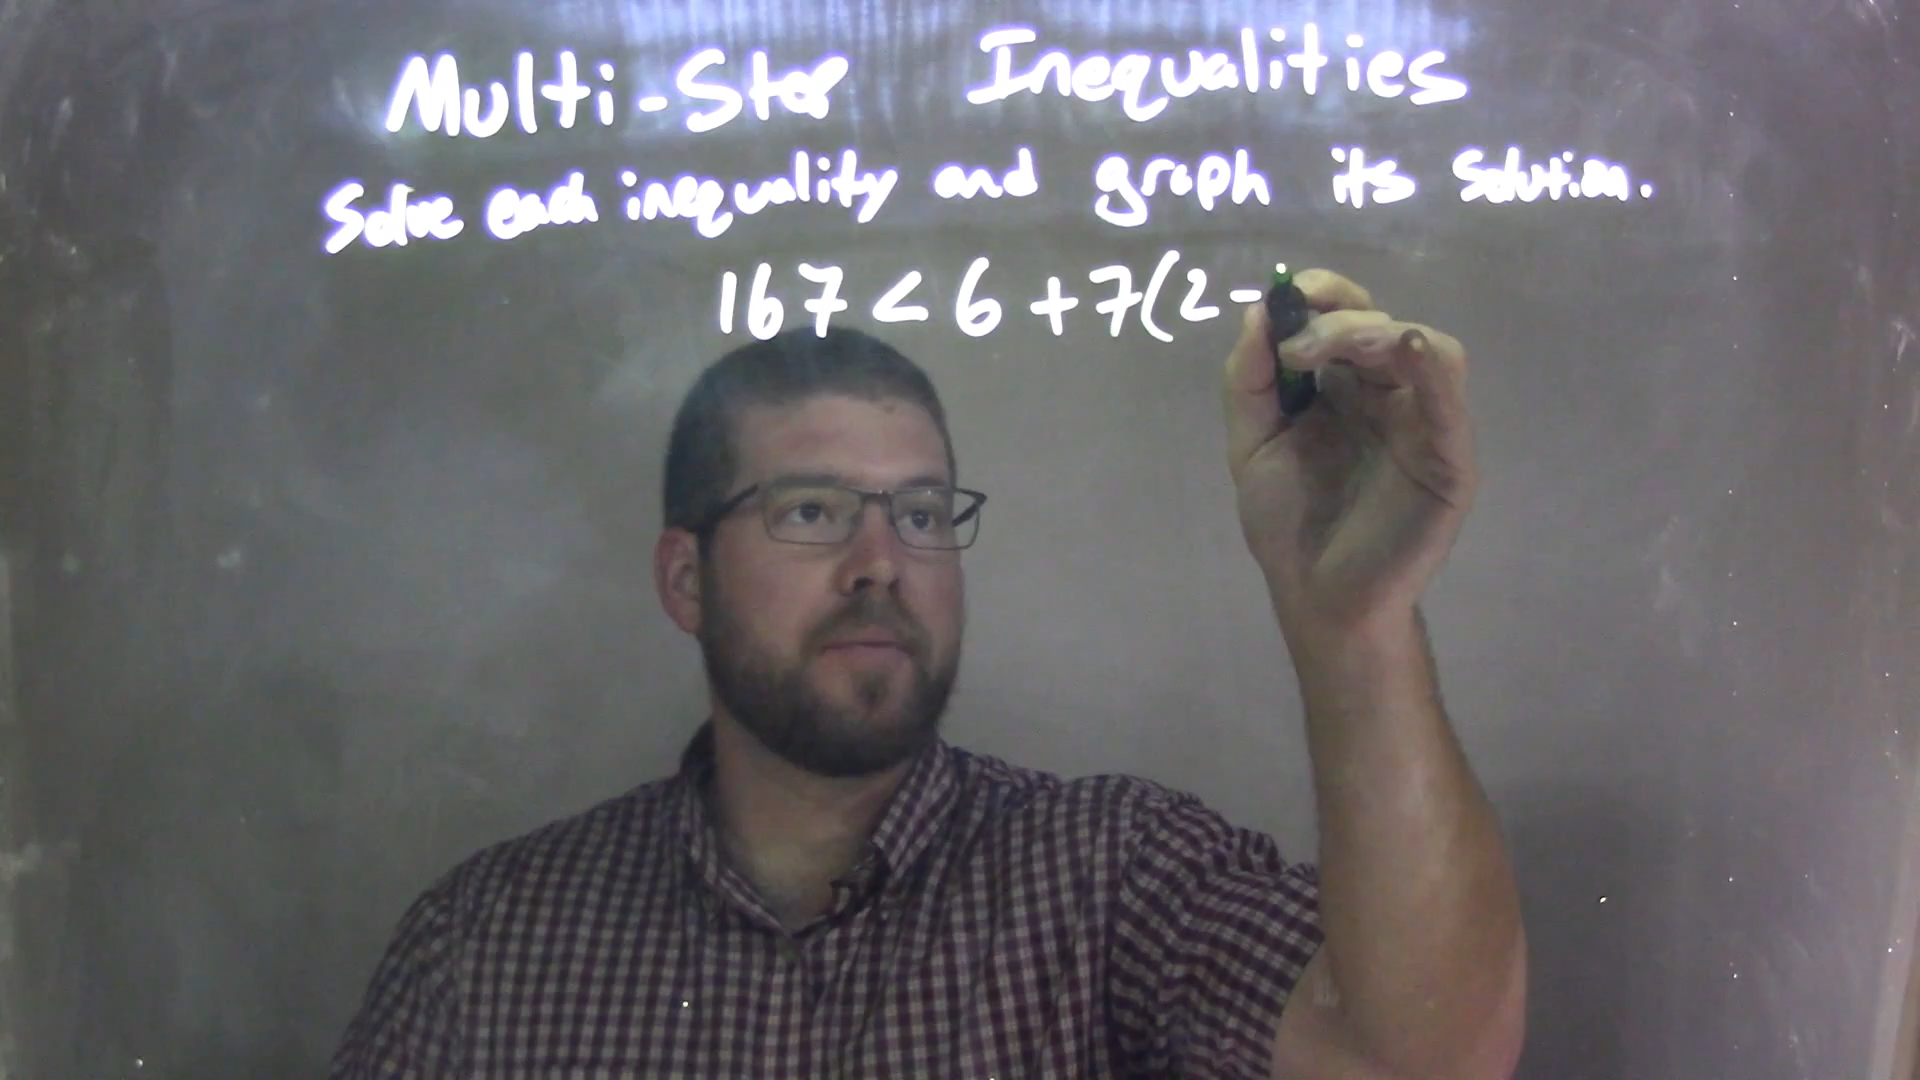 Multi-Step Inequalities
Solve each inequality and graph its solution.
167 < 6 + 7(2 -